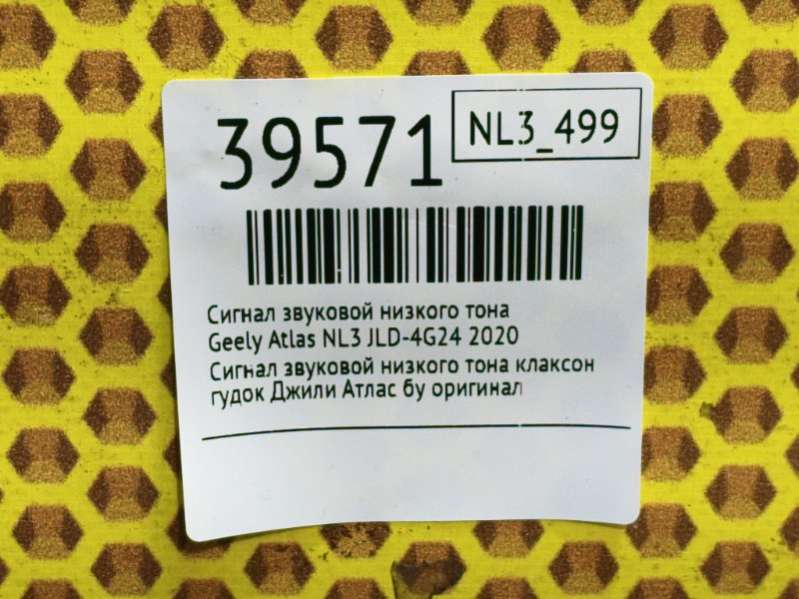 39571
NL3_499
Сигнал звуковой низкого тона
Geely Atlas NL3 JLD-4G24 2020
Сигнал звуковой низкого тона клаксон
гудок Джили Атлас бу оригинал